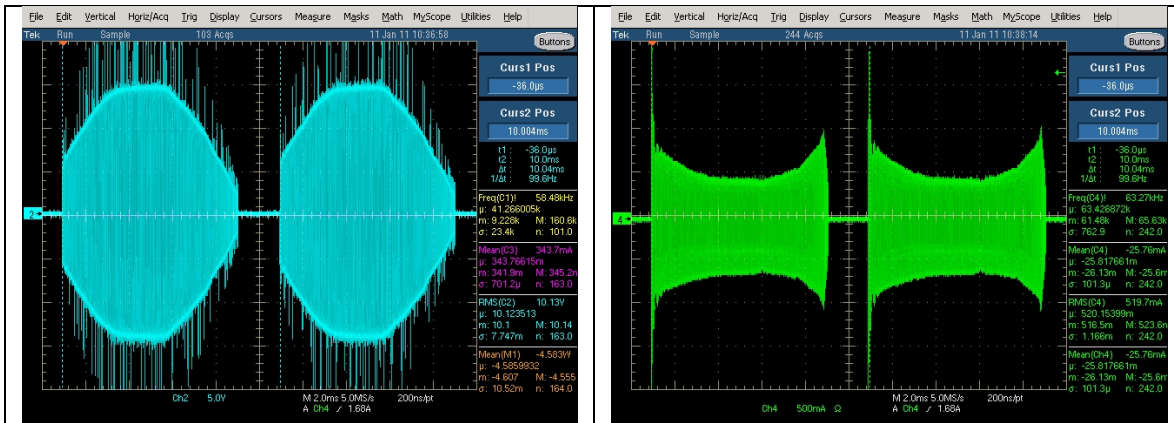 File Edit Vertical Horiz/Acq Trig Display Cursors Measure Masks Math MyScope Utilities Help
Tek Run Sample 103 Acqs 11 Jan 11 10:36:58
Buttons
Curs1 Pos
-36.0µs
Curs2 Pos
10.004ms
t1 : -36.0µs
t2 : 10.0ms
Δt : 10.04ms
1/Δt : 99.6Hz
2
Freq(C1)! 58.48kHz
µ: 41.266005k
m: 9.228k M: 160.6k
σ: 23.4k n: 101.0
Mean(C3) 343.7mA
µ: 343.76615m
m: 341.9m M: 345.2m
σ: 701.2µ n: 163.0
RMS(C2) 10.13V
µ: 10.123513
m: 10.1 M: 10.14
σ: 7.747m n: 163.0
Mean(M1) -4.583W
µ: -4.5859932
m: -4.607 M: -4.555
σ: 10.52m n: 164.0
Ch2 5.0V
M 2.0ms 5.0MS/s 200ns/pt
A Ch4 / 1.68A
File Edit Vertical Horiz/Acq Trig Display Cursors Measure Masks Math MyScope Utilities Help
Tek Run Sample 244 Acqs 11 Jan 11 10:38:14
Buttons
Curs1 Pos
-36.0µs
Curs2 Pos
10.004ms
t1 : -36.0µs
t2 : 10.0ms
Δt : 10.04ms
1/Δt : 99.6Hz
4
Freq(C4)! 63.27kHz
µ: 63.426872k
m: 61.48k M: 65.63k
σ: 762.9 n: 242.0
Mean(C4) -25.76mA
µ: -25.817661m
m: -26.13m M: -25.6m
σ: 101.3µ n: 242.0
RMS(C4) 519.7mA
µ: 520.15399m
m: 516.5m M: 523.6m
σ: 1.166m n: 242.0
Mean(Ch4) -25.76mA
µ: -25.817661m
m: -26.13m M: -25.6m
σ: 101.3µ n: 242.0
Ch4 500mA Ω
M 2.0ms 5.0MS/s 200ns/pt
A Ch4 / 1.68A